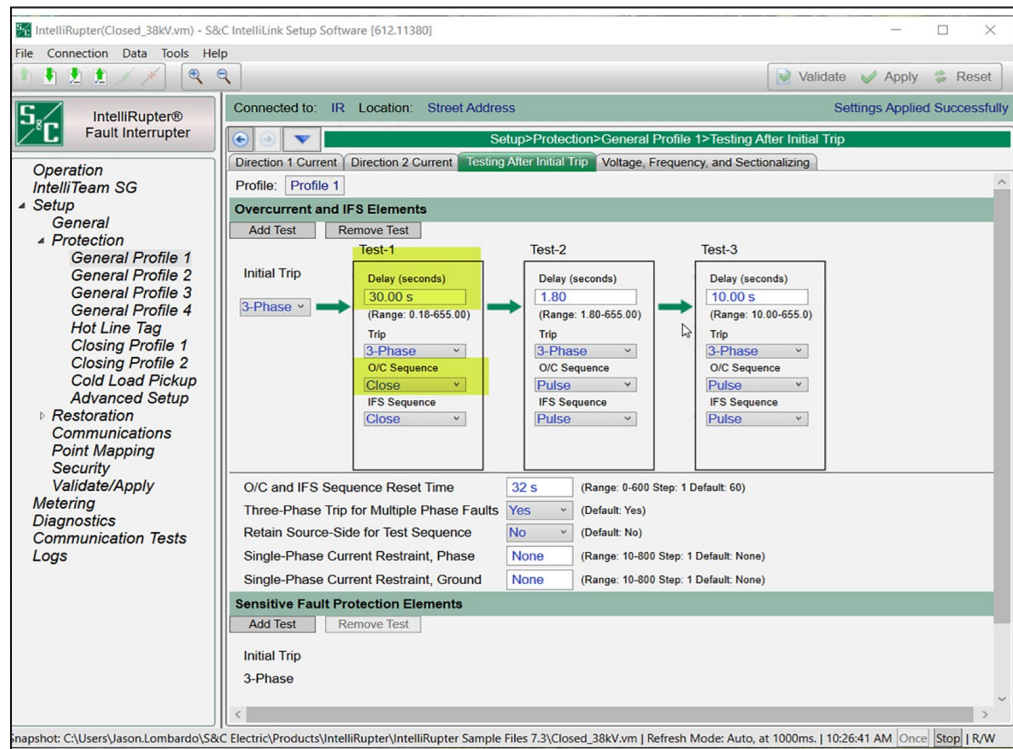 IntelliRupter(Closed_38kV.vm) - S&C IntelliLink Setup Software [612.11380]
File Connection Data Tools Help
Validate Apply Reset
S&C IntelliRupter®
Fault Interrupter
Connected to: IR Location: Street Address Settings Applied Successfully
Setup>Protection>General Profile 1>Testing After Initial Trip
Direction 1 Current Direction 2 Current Testing After Initial Trip Voltage, Frequency, and Sectionalizing
Operation
IntelliTeam SG
Setup
General
Protection
General Profile 1
General Profile 2
General Profile 3
General Profile 4
Hot Line Tag
Closing Profile 1
Closing Profile 2
Cold Load Pickup
Advanced Setup
Restoration
Communications
Point Mapping
Security
Validate/Apply
Metering
Diagnostics
Communication Tests
Logs
Profile: Profile 1
Overcurrent and IFS Elements
Add Test Remove Test
Test-1 Test-2 Test-3
Initial Trip
3-Phase
Delay (seconds)
30.00 s
(Range: 0.18-655.00)
Trip
3-Phase
O/C Sequence
Close
IFS Sequence
Close
Delay (seconds)
1.80
(Range: 1.80-655.00)
Trip
3-Phase
O/C Sequence
Pulse
IFS Sequence
Pulse
Delay (seconds)
10.00 s
(Range: 10.00-655.0)
Trip
3-Phase
O/C Sequence
Pulse
IFS Sequence
Pulse
O/C and IFS Sequence Reset Time 32 s (Range: 0-600 Step: 1 Default: 60)
Three-Phase Trip for Multiple Phase Faults Yes (Default: Yes)
Retain Source-Side for Test Sequence No (Default: No)
Single-Phase Current Restraint, Phase None (Range: 10-800 Step: 1 Default: None)
Single-Phase Current Restraint, Ground None (Range: 10-800 Step: 1 Default: None)
Sensitive Fault Protection Elements
Add Test Remove Test
Initial Trip
3-Phase
Snapshot: C:\Users\Jason.Lombardo\S&C Electric\Products\IntelliRupter\IntelliRupter Sample Files 7.3\Closed_38kV.vm | Refresh Mode: Auto, at 1000ms. | 10:26:41 AM Once Stop | R/W